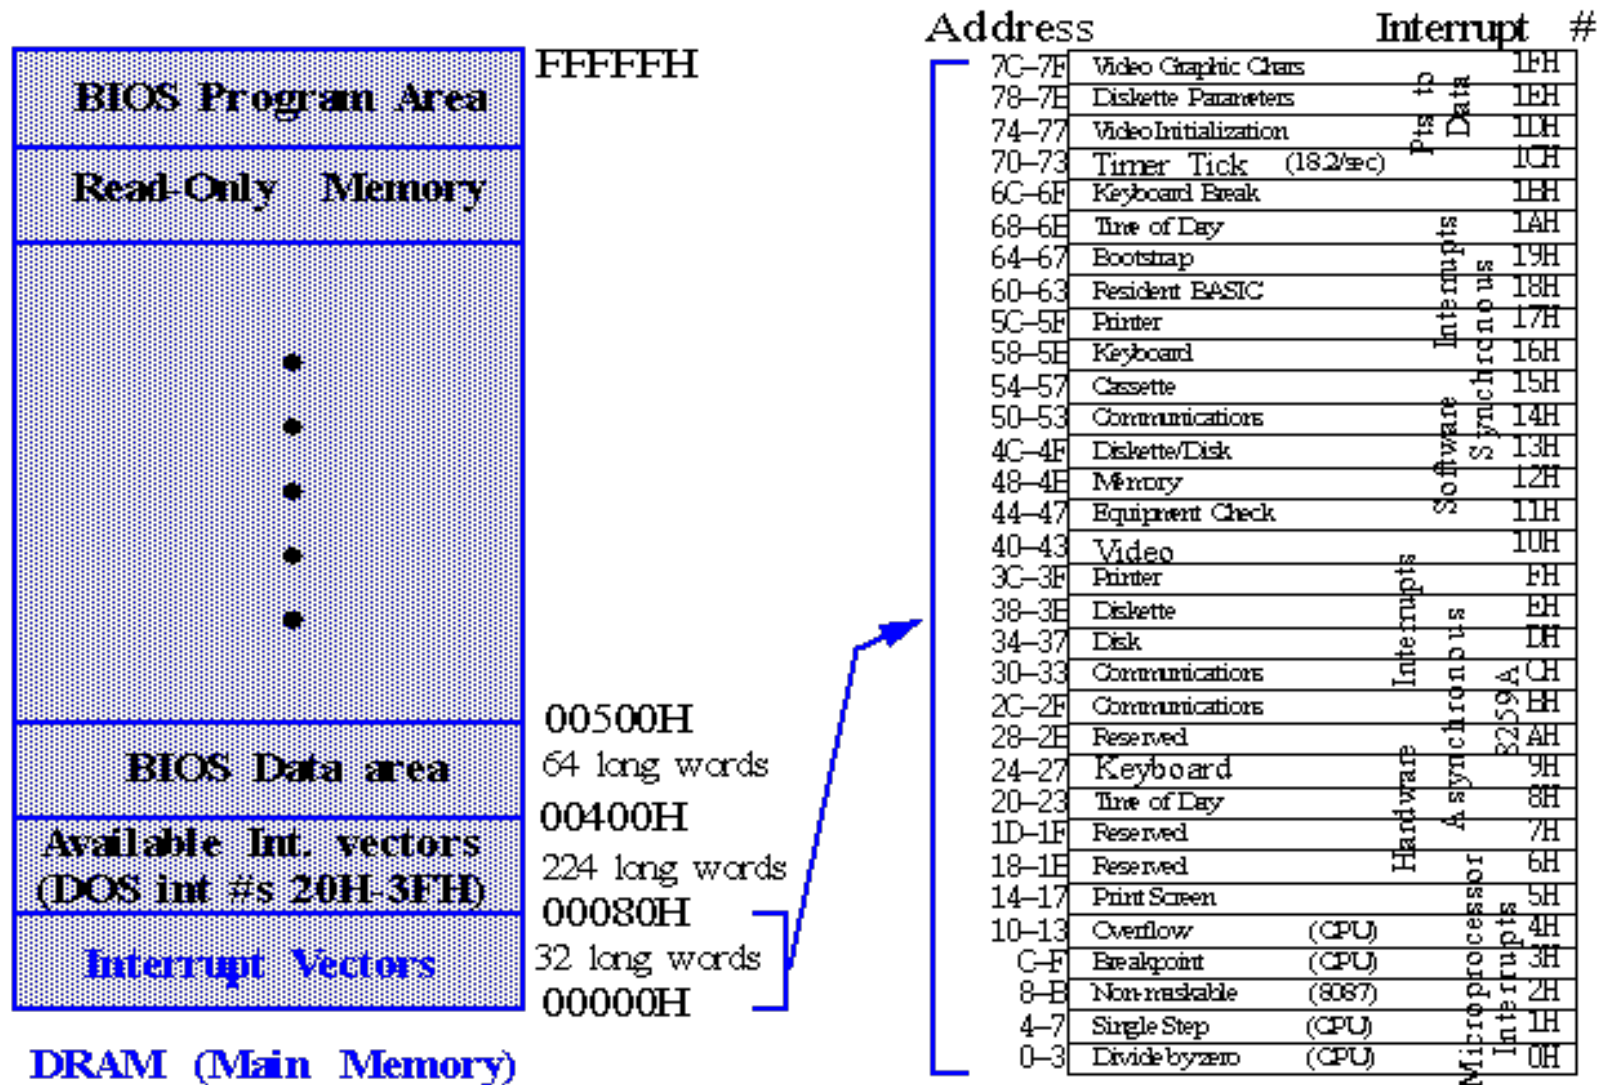 FFFFFH
BIOS Program Area
Read-Only Memory
00500H
BIOS Data area
64 long words
00400H
Available Int. vectors
(DOS int #s 20H-3FH)
224 long words
00080H
Interrupt Vectors
32 long words
00000H
DRAM (Main Memory)
Address Interrupt #
7C–7F Video Graphic Chars 1FH
78–7B Diskette Parameters 1EH
74–77 Video Initialization 1DH
70–73 Timer Tick (18.2/sec) 1CH
6C–6F Keyboard Break 1BH
68–6B Time of Day 1AH
64–67 Bootstrap 19H
60–63 Resident BASIC 18H
5C–5F Printer 17H
58–5B Keyboard 16H
54–57 Cassette 15H
50–53 Communications 14H
4C–4F Diskette/Disk 13H
48–4B Memory 12H
44–47 Equipment Check 11H
40–43 Video 10H
3C–3F Printer FH
38–3B Diskette EH
34–37 Disk DH
30–33 Communications CH
2C–2F Communications BH
28–2B Reserved AH
24–27 Keyboard 9H
20–23 Time of Day 8H
1D–1F Reserved 7H
18–1B Reserved 6H
14–17 Print Screen 5H
10–13 Overflow (CPU) 4H
C–F Breakpoint (CPU) 3H
8–B Non-maskable (8087) 2H
4–7 Single Step (CPU) 1H
0–3 Divide by zero (CPU) 0H
Pts to
Data
Software Interrupts
Synchronous
Hardware Interrupts
Asynchronous
8259A
Microprocessor
Interrupts